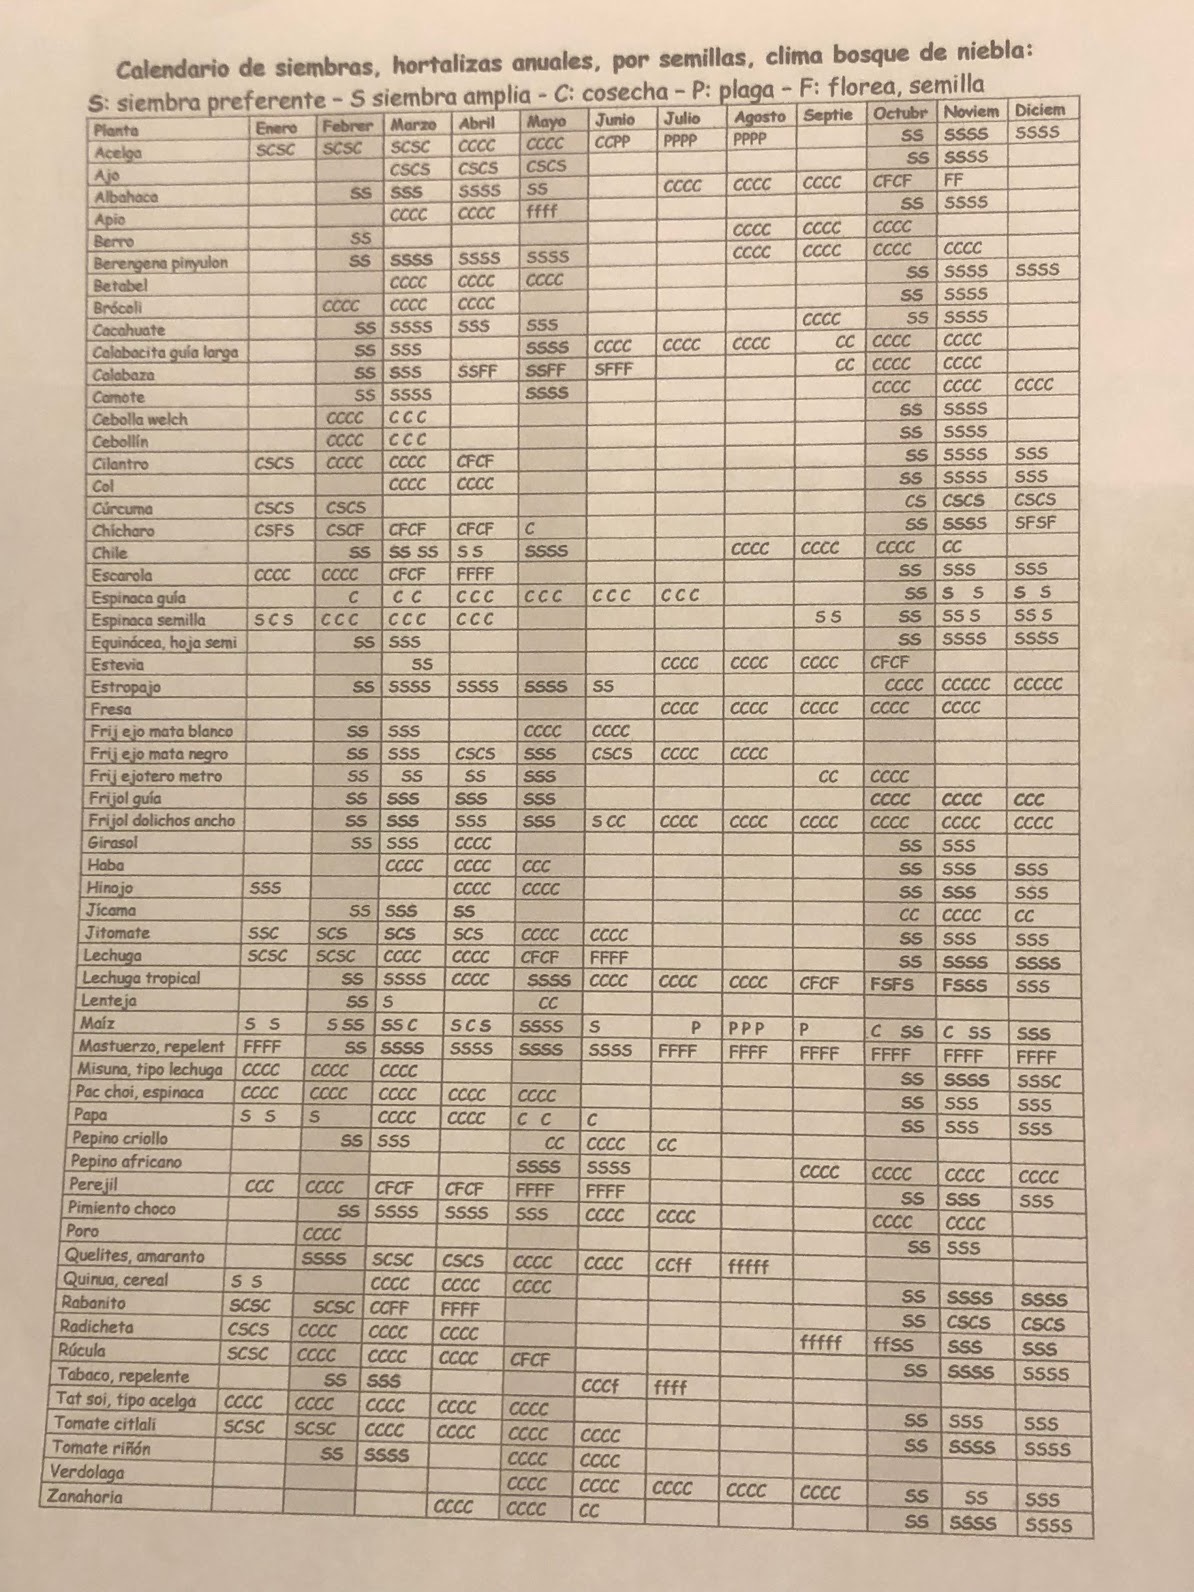 Calendario de siembras, hortalizas anuales, por semillas, clima bosque de niebla:
S: siembra preferente – S siembra amplia - C: cosecha – P: plaga – F: florea, semilla
Planta Enero Febrer Marzo Abril Mayo Junio Julio Agosto Septie Octubr Noviem Diciem
Acelga SCSC SCSC SCSC CCCC CCCC CCPP PPPP PPPP SS SSSS SSSS
Ajo CSCS CSCS CSCS SS SSSS
Albahaca SS SSS SSSS SS CCCC CCCC CCCC CFCF FF
Apio CCCC CCCC ffff SS SSSS
Berro SS CCCC CCCC CCCC
Berengena pinyulon SS SSSS SSSS SSSS CCCC CCCC CCCC CCCC
Betabel CCCC CCCC CCCC SS SSSS SSSS
Brócoli CCCC CCCC CCCC SS SSSS
Cacahuate SS SSSS SSS SSS CCCC SS SSSS
Calabacita guía larga SS SSS SSSS CCCC CCCC CCCC CC CCCC CCCC
Calabaza SS SSS SSFF SSFF SFFF CC CCCC CCCC
Camote SS SSSS SSSS CCCC CCCC CCCC
Cebolla welch CCCC C C C SS SSSS
Cebollín CCCC C C C SS SSSS
Cilantro CSCS CCCC CCCC CFCF SS SSSS SSS
Col CCCC CCCC SS SSSS SSS
Cúrcuma CSCS CSCS CS CSCS CSCS
Chícharo CSFS CSCF CFCF CFCF C SS SSSS SFSF
Chile SS SS SS S S SSSS CCCC CCCC CCCC CC
Escarola CCCC CCCC CFCF FFFF SS SSS SSS
Espinaca guía C C C C C C C C C C C C C C C SS S S S S
Espinaca semilla S C S C C C C C C C C C S S SS SS S SS S
Equinácea, hoja semi SS SSS SS SSSS SSSS
Estevia SS CCCC CCCC CCCC CFCF
Estropajo SS SSSS SSSS SSSS SS CCCC CCCCC CCCCC
Fresa CCCC CCCC CCCC CCCC CCCC
Frij ejo mata blanco SS SSS CCCC CCCC
Frij ejo mata negro SS SSS CSCS SSS CSCS CCCC CCCC
Frij ejotero metro SS SS SS SSS CC CCCC
Frijol guía SS SSS SSS SSS CCCC CCCC CCC
Frijol dolichos ancho SS SSS SSS SSS S CC CCCC CCCC CCCC CCCC CCCC CCCC
Girasol SS SSS CCCC SS SSS
Haba CCCC CCCC CCC SS SSS SSS
Hinojo SSS CCCC CCCC SS SSS SSS
Jícama SS SSS SS CC CCCC CC
Jitomate SSC SCS SCS SCS CCCC CCCC SS SSS SSS
Lechuga SCSC SCSC CCCC CCCC CFCF FFFF SS SSSS SSSS
Lechuga tropical SS SSSS CCCC SSSS CCCC CCCC CCCC CFCF FSFS FSSS SSS
Lenteja SS S CC
Maíz S S S SS SS C S C S SSSS S P P P P P C SS C SS SSS
Mastuerzo, repelent FFFF SS SSSS SSSS SSSS SSSS FFFF FFFF FFFF FFFF FFFF FFFF
Misuna, tipo lechuga CCCC CCCC CCCC SS SSSS SSSC
Pac choi, espinaca CCCC CCCC CCCC CCCC CCCC SS SSS SSS
Papa S S S CCCC CCCC C C C SS SSS SSS
Pepino criollo SS SSS CC CCCC CC
Pepino africano SSSS SSSS CCCC CCCC CCCC CCCC
Perejil CCC CCCC CFCF CFCF FFFF FFFF SS SSS SSS
Pimiento choco SS SSSS SSSS SSS CCCC CCCC CCCC CCCC
Poro CCCC SS SSS
Quelites, amaranto SSSS SCSC CSCS CCCC CCCC CCff fffff
Quinua, cereal S S CCCC CCCC CCCC SS SSSS SSSS
Rabanito SCSC SCSC CCFF FFFF SS CSCS CSCS
Radicheta CSCS CCCC CCCC CCCC fffff ffSS SSS SSS
Rúcula SCSC CCCC CCCC CCCC CFCF SS SSSS SSSS
Tabaco, repelente SS SSS CCCf ffff
Tat soi, tipo acelga CCCC CCCC CCCC CCCC CCCC SS SSS SSS
Tomate citlali SCSC SCSC CCCC CCCC CCCC CCCC SS SSSS SSSS
Tomate riñón SS SSSS CCCC CCCC
Verdolaga CCCC CCCC CCCC CCCC CCCC SS SS SSS
Zanahoria CCCC CCCC CC SS SSSS SSSS